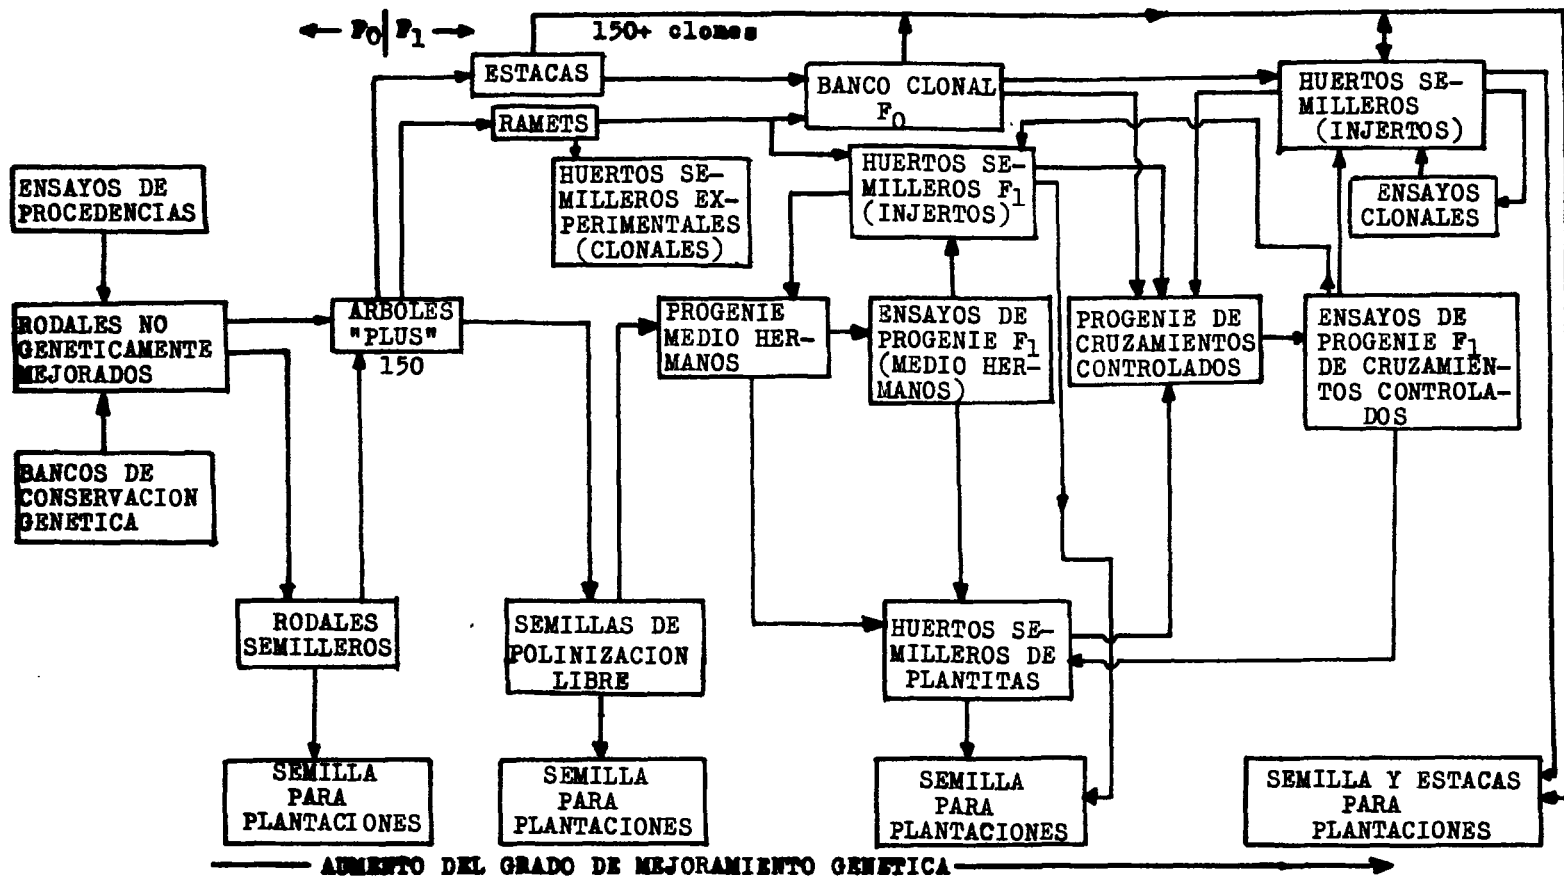 F0 | F1
150+ clones
ESTACAS
RAMETS
BANCO CLONAL
F0
HUERTOS SE-
MILLEROS
(INJERTOS)
ENSAYOS DE
PROCEDENCIAS
HUERTOS SE-
MILLEROS EX-
PERIMENTALES
(CLONALES)
HUERTOS SE-
MILLEROS F1
(INJERTOS)
ENSAYOS
CLONALES
RODALES NO
GENETICAMENTE
MEJORADOS
ARBOLES
"PLUS"
150
PROGENIE
MEDIO HER-
MANOS
ENSAYOS DE
PROGENIE F1
(MEDIO HER-
MANOS)
PROGENIE DE
CRUZAMIENTOS
CONTROLADOS
ENSAYOS DE
PROGENIE F1
DE CRUZAMIEN-
TOS CONTROLA-
DOS
BANCOS DE
CONSERVACION
GENETICA
RODALES
SEMILLEROS
SEMILLAS DE
POLINIZACION
LIBRE
HUERTOS SE-
MILLEROS DE
PLANTITAS
SEMILLA
PARA
PLANTACIONES
SEMILLA
PARA
PLANTACIONES
SEMILLA
PARA
PLANTACIONES
SEMILLA Y ESTACAS
PARA
PLANTACIONES
AUMENTO DEL GRADO DE MEJORAMIENTO GENETICA